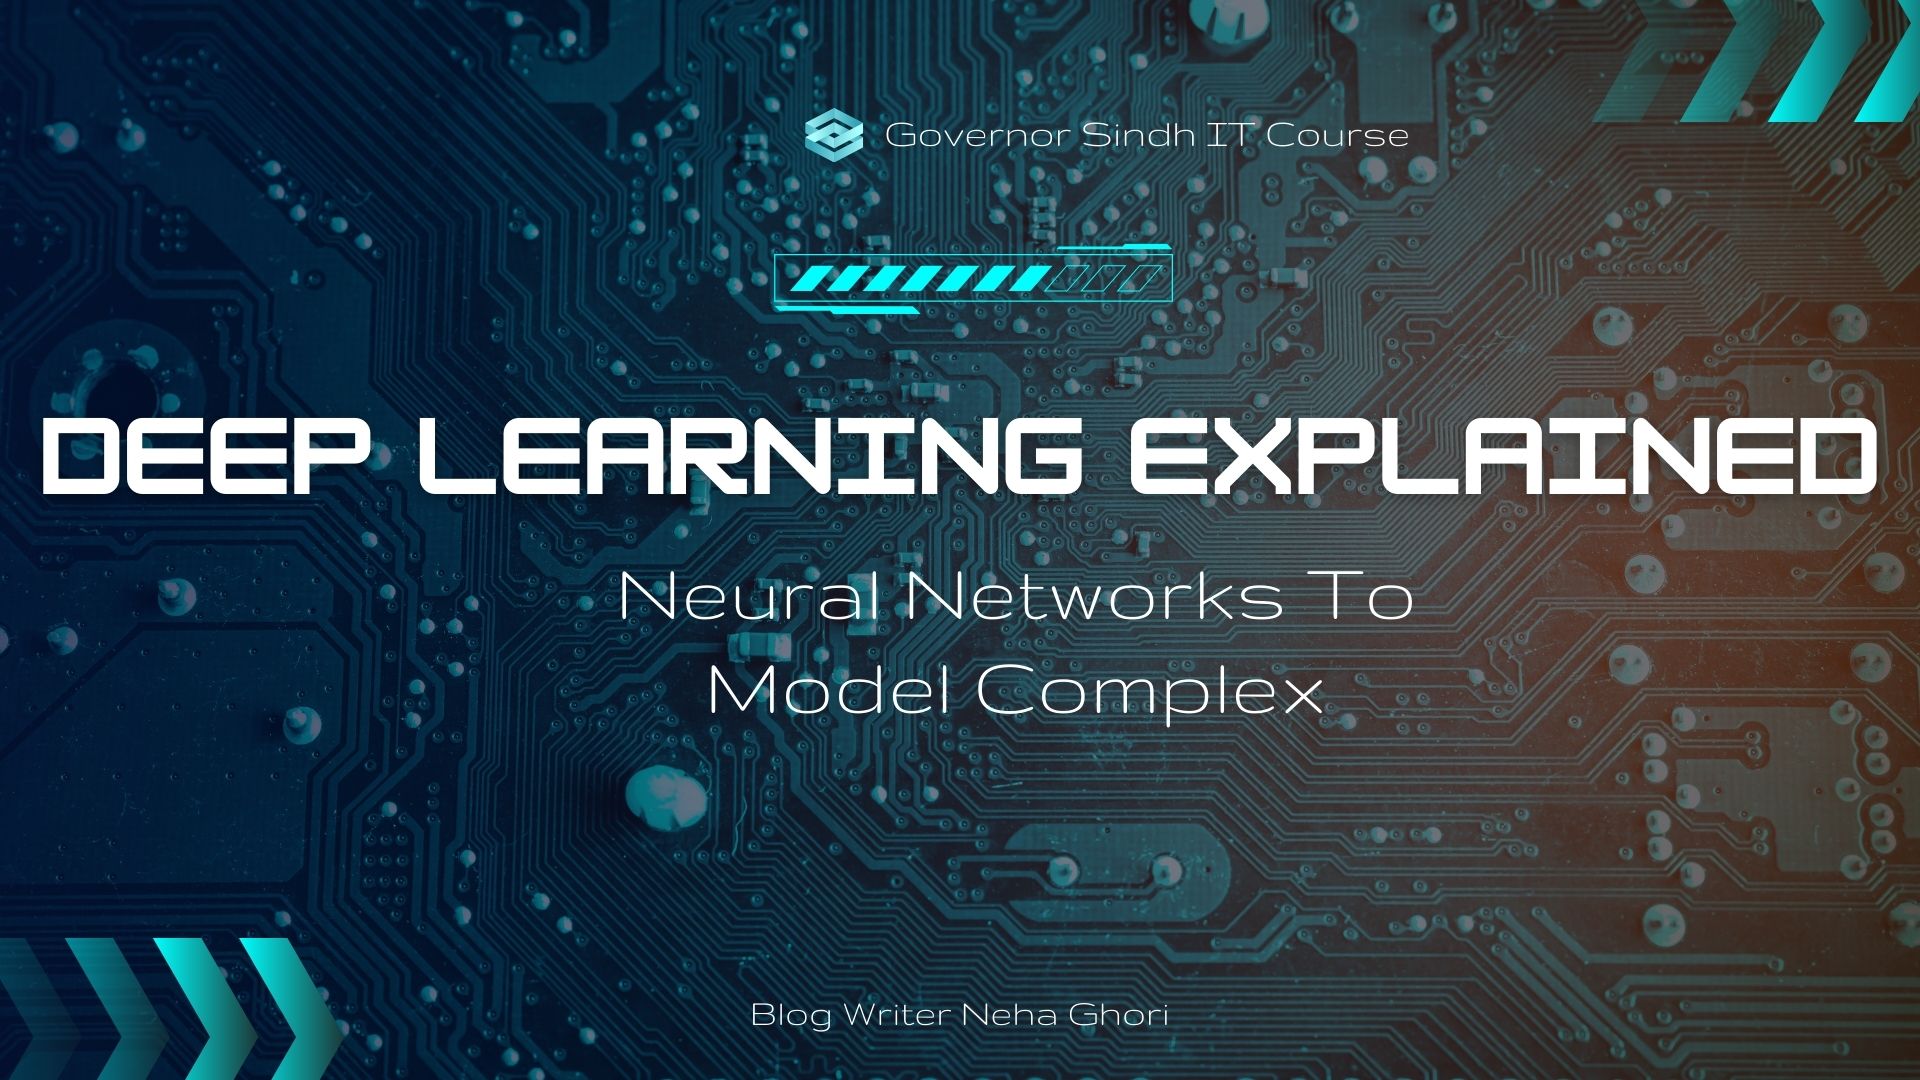 Governor Sindh IT Course
DEEP LEARNING EXPLAINED
Neural Networks To
Model Complex
Blog Writer Neha Ghori